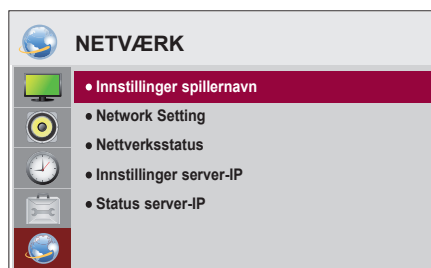 NETVÆRK
● Innstillinger spillernavn
● Network Setting
● Nettverksstatus
● Innstillinger server-IP
● Status server-IP